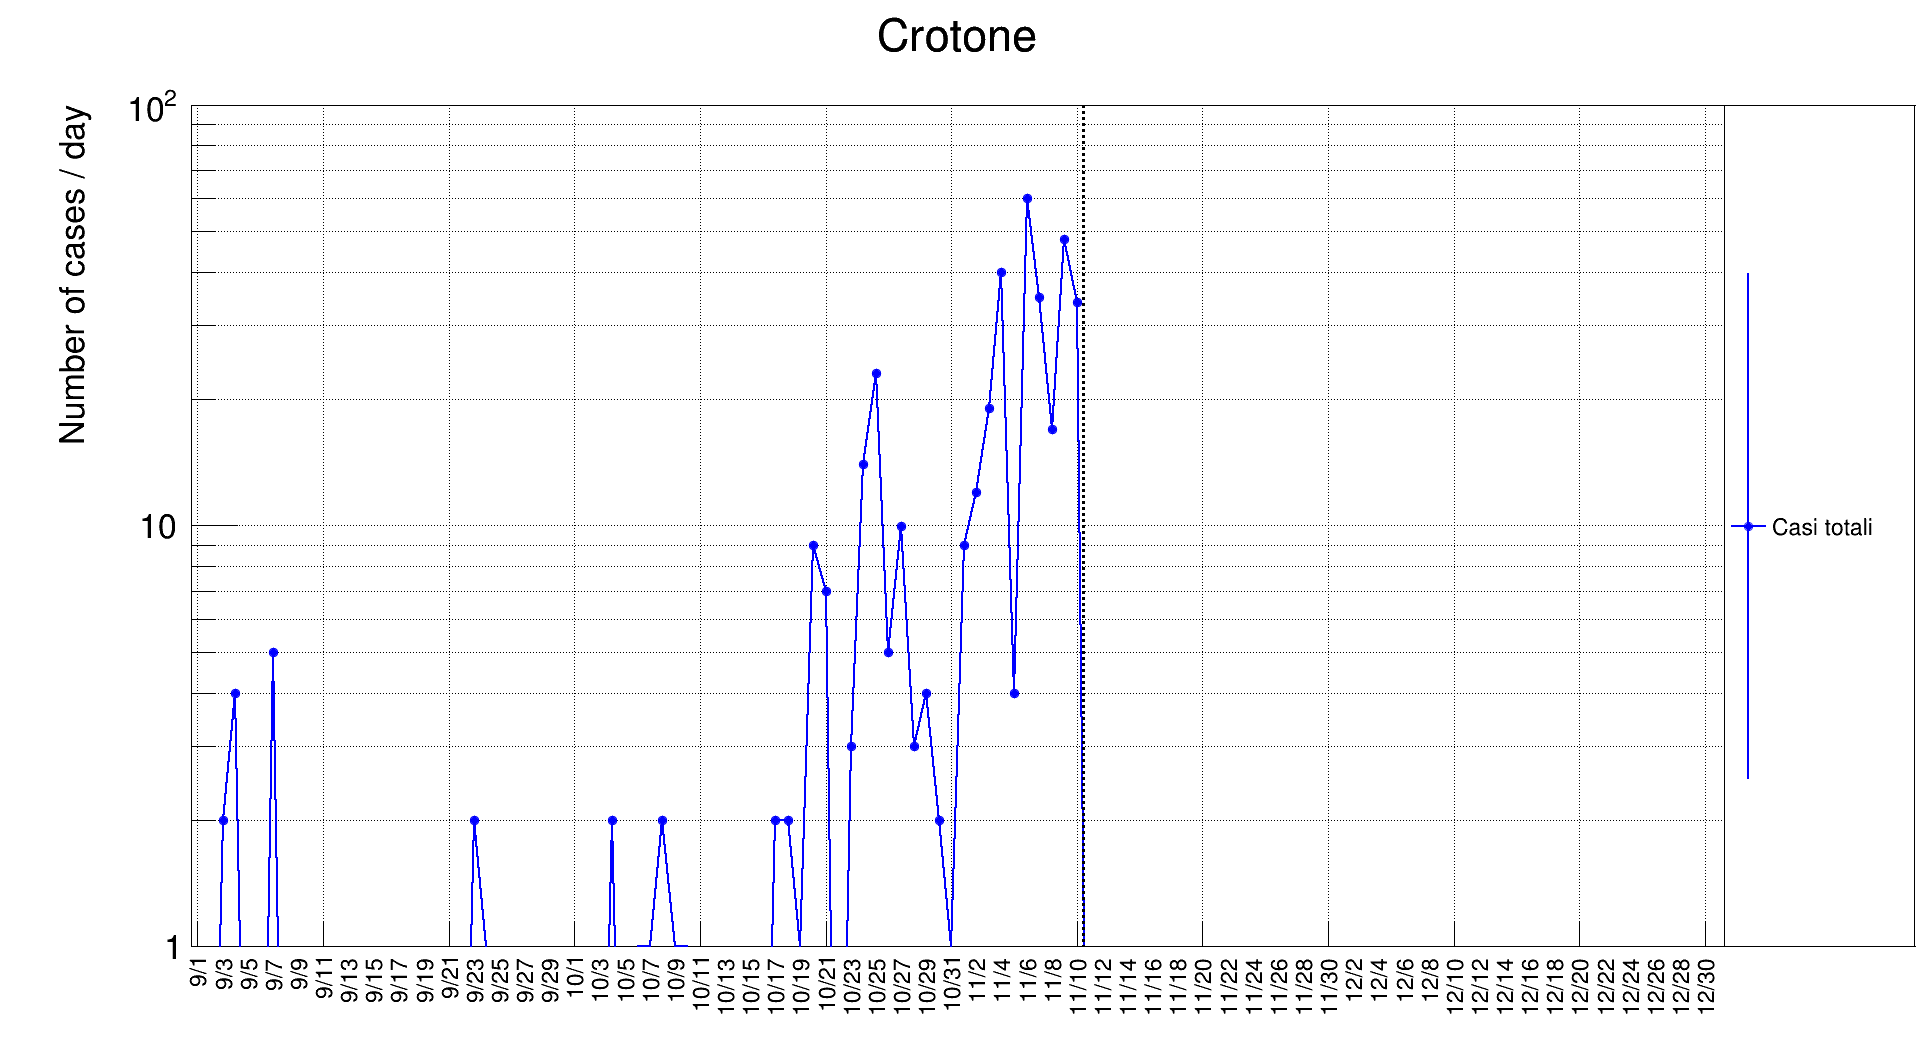 Crotone
Number of cases / day
10²
10
1
9/1 9/3 9/5 9/7 9/9 9/11 9/13 9/15 9/17 9/19 9/21 9/23 9/25 9/27 9/29 10/1 10/3 10/5 10/7 10/9 10/11 10/13 10/15 10/17 10/19 10/21 10/23 10/25 10/27 10/29 10/31 11/2 11/4 11/6 11/8 11/10 11/12 11/14 11/16 11/18 11/20 11/22 11/24 11/26 11/28 11/30 12/2 12/4 12/6 12/8 12/10 12/12 12/14 12/16 12/18 12/20 12/22 12/24 12/26 12/28 12/30
Casi totali